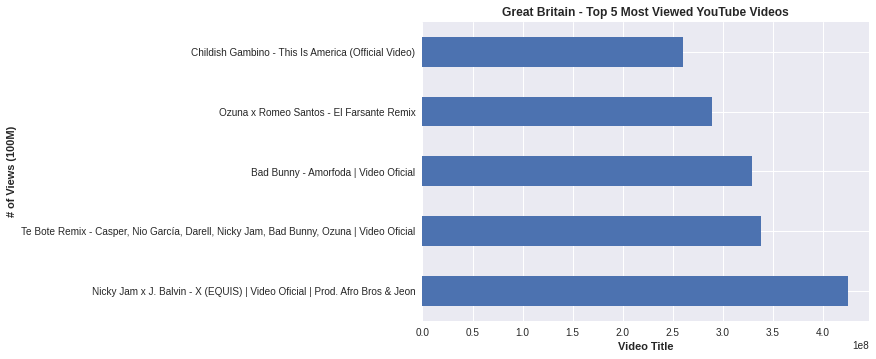 Great Britain - Top 5 Most Viewed YouTube Videos
Childish Gambino - This Is America (Official Video)
Ozuna x Romeo Santos - El Farsante Remix
Bad Bunny - Amorfoda | Video Oficial
Te Bote Remix - Casper, Nio García, Darell, Nicky Jam, Bad Bunny, Ozuna | Video Oficial
Nicky Jam x J. Balvin - X (EQUIS) | Video Oficial | Prod. Afro Bros & Jeon
# of Views (100M)
0.0 0.5 1.0 1.5 2.0 2.5 3.0 3.5 4.0
1e8
Video Title